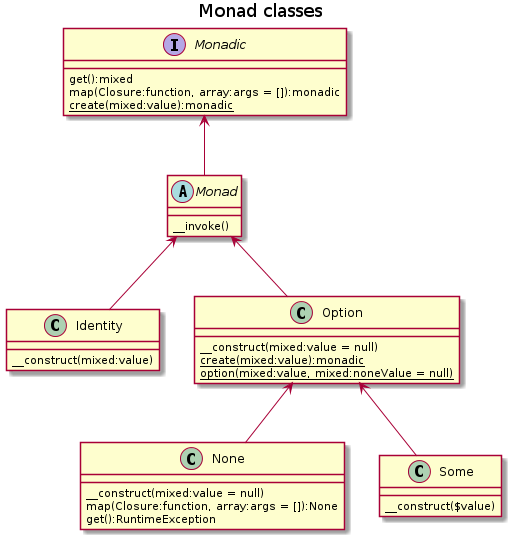 Monad classes
I Monadic
get():mixed
map(Closure:function, array:args = []):monadic
create(mixed:value):monadic
A Monad
__invoke()
C Identity
__construct(mixed:value)
C Option
__construct(mixed:value = null)
create(mixed:value):monadic
option(mixed:value, mixed:noneValue = null)
C None
__construct(mixed:value = null)
map(Closure:function, array:args = []):None
get():RuntimeException
C Some
__construct($value)